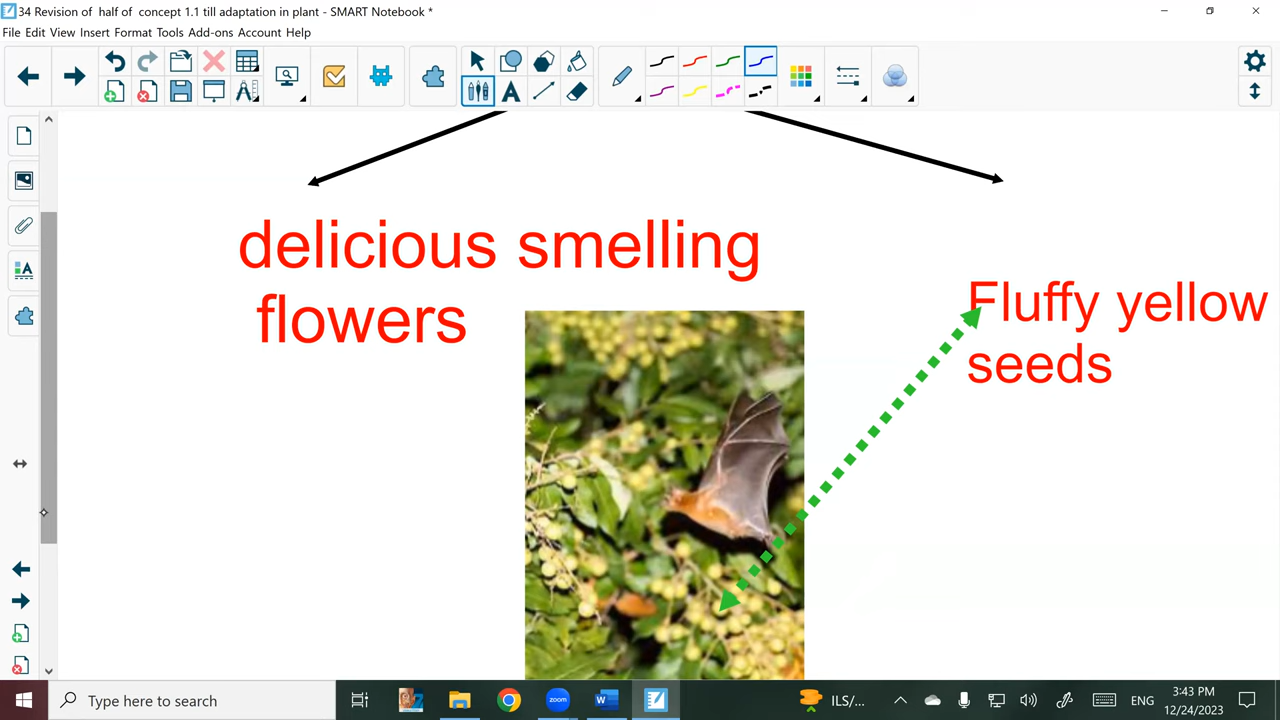 34 Revision of half of concept 1.1 till adaptation in plant - SMART Notebook *
File Edit View Insert Format Tools Add-ons Account Help
delicious smelling
flowers
Fluffy yellow
seeds
Type here to search
ILS/...
ENG
3:43 PM
12/24/2023